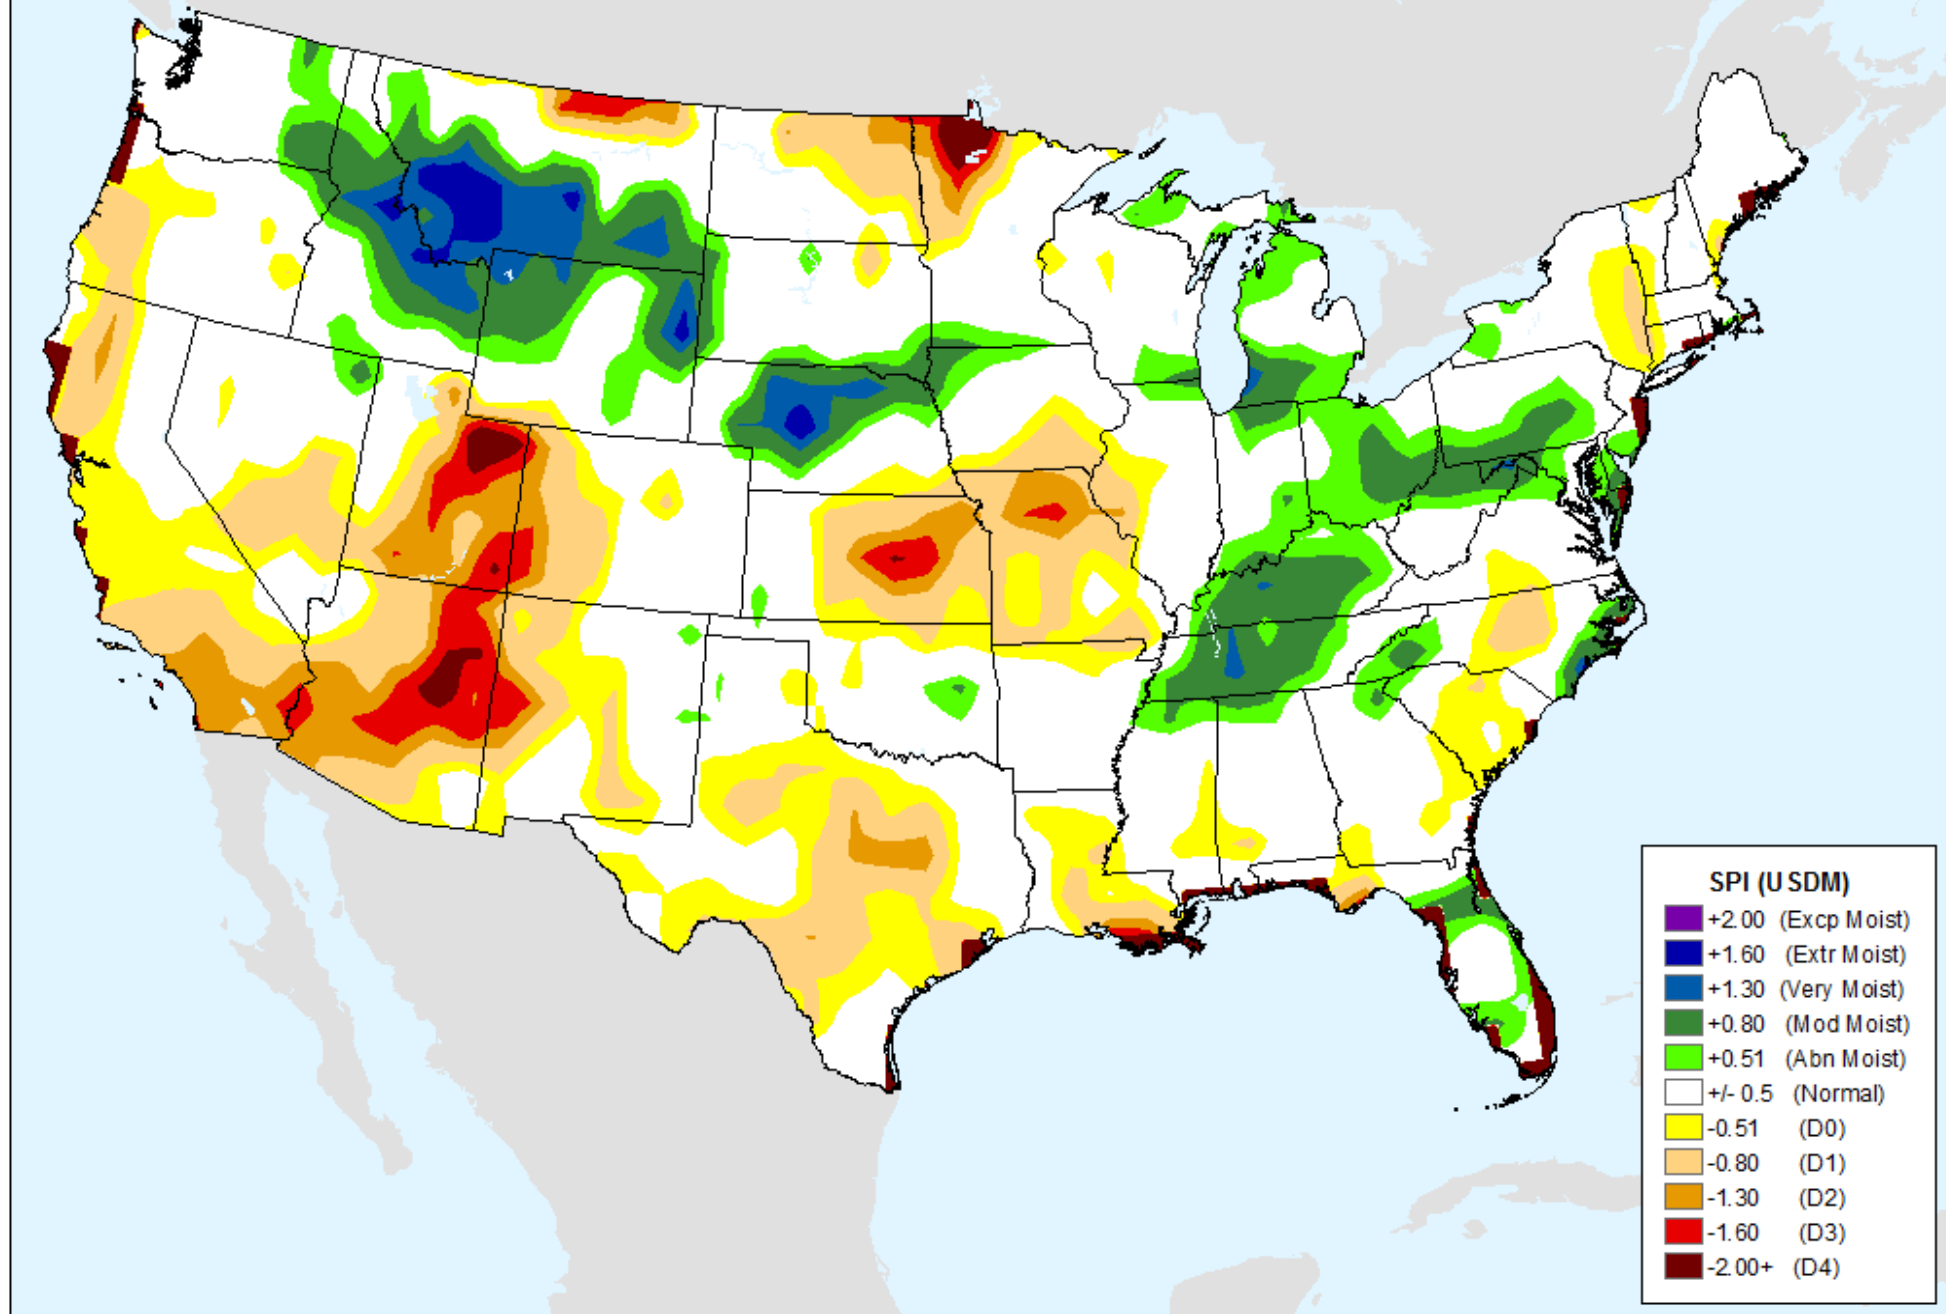 SPI (USDM)
+2.00 (Excp Moist)
+1.60 (Extr Moist)
+1.30 (Very Moist)
+0.80 (Mod Moist)
+0.51 (Abn Moist)
+/- 0.5 (Normal)
-0.51 (D0)
-0.80 (D1)
-1.30 (D2)
-1.60 (D3)
-2.00+ (D4)